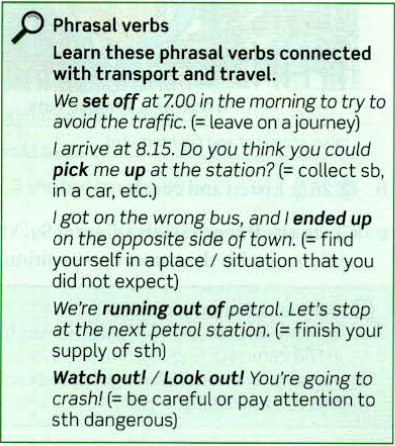 Phrasal verbs
Learn these phrasal verbs connected
with transport and travel.
We set off at 7.00 in the morning to try to
avoid the traffic. (= leave on a journey)
I arrive at 8.15. Do you think you could
pick me up at the station? (= collect sb,
in a car, etc.)
I got on the wrong bus, and I ended up
on the opposite side of town. (= find
yourself in a place / situation that you
did not expect)
We're running out of petrol. Let's stop
at the next petrol station. (= finish your
supply of sth)
Watch out! / Look out! You're going to
crash! (= be careful or pay attention to
sth dangerous)